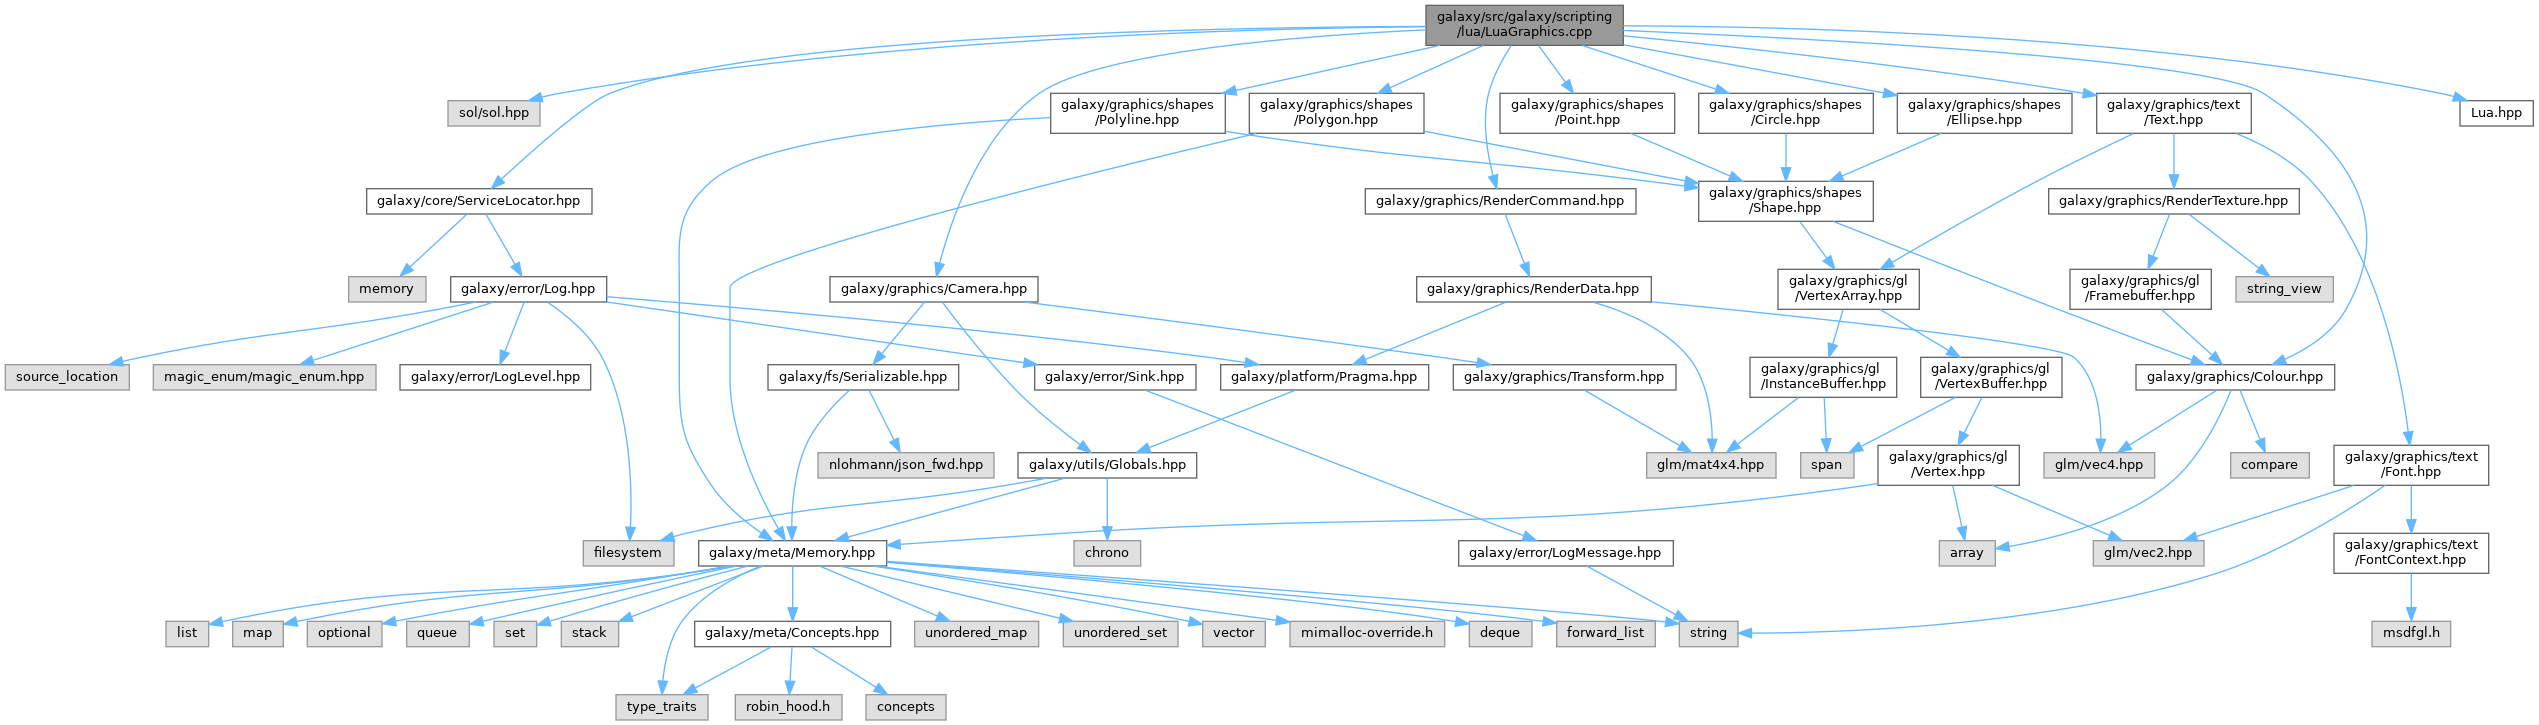 galaxy/src/galaxy/scripting
/lua/LuaGraphics.cpp
sol/sol.hpp
galaxy/graphics/shapes
/Polyline.hpp
galaxy/graphics/shapes
/Polygon.hpp
galaxy/graphics/shapes
/Point.hpp
galaxy/graphics/shapes
/Circle.hpp
galaxy/graphics/shapes
/Ellipse.hpp
galaxy/graphics/text
/Text.hpp
Lua.hpp
galaxy/core/ServiceLocator.hpp
galaxy/graphics/RenderCommand.hpp
galaxy/graphics/shapes
/Shape.hpp
galaxy/graphics/RenderTexture.hpp
memory
galaxy/error/Log.hpp
galaxy/graphics/Camera.hpp
galaxy/graphics/RenderData.hpp
galaxy/graphics/gl
/VertexArray.hpp
galaxy/graphics/gl
/Framebuffer.hpp
string_view
source_location
magic_enum/magic_enum.hpp
galaxy/error/LogLevel.hpp
galaxy/fs/Serializable.hpp
galaxy/error/Sink.hpp
galaxy/platform/Pragma.hpp
galaxy/graphics/Transform.hpp
galaxy/graphics/gl
/InstanceBuffer.hpp
galaxy/graphics/gl
/VertexBuffer.hpp
galaxy/graphics/Colour.hpp
nlohmann/json_fwd.hpp
galaxy/utils/Globals.hpp
glm/mat4x4.hpp
span
galaxy/graphics/gl
/Vertex.hpp
glm/vec4.hpp
compare
galaxy/graphics/text
/Font.hpp
filesystem
galaxy/meta/Memory.hpp
chrono
galaxy/error/LogMessage.hpp
array
glm/vec2.hpp
galaxy/graphics/text
/FontContext.hpp
list
map
optional
queue
set
stack
galaxy/meta/Concepts.hpp
unordered_map
unordered_set
vector
mimalloc-override.h
deque
forward_list
string
msdfgl.h
type_traits
robin_hood.h
concepts